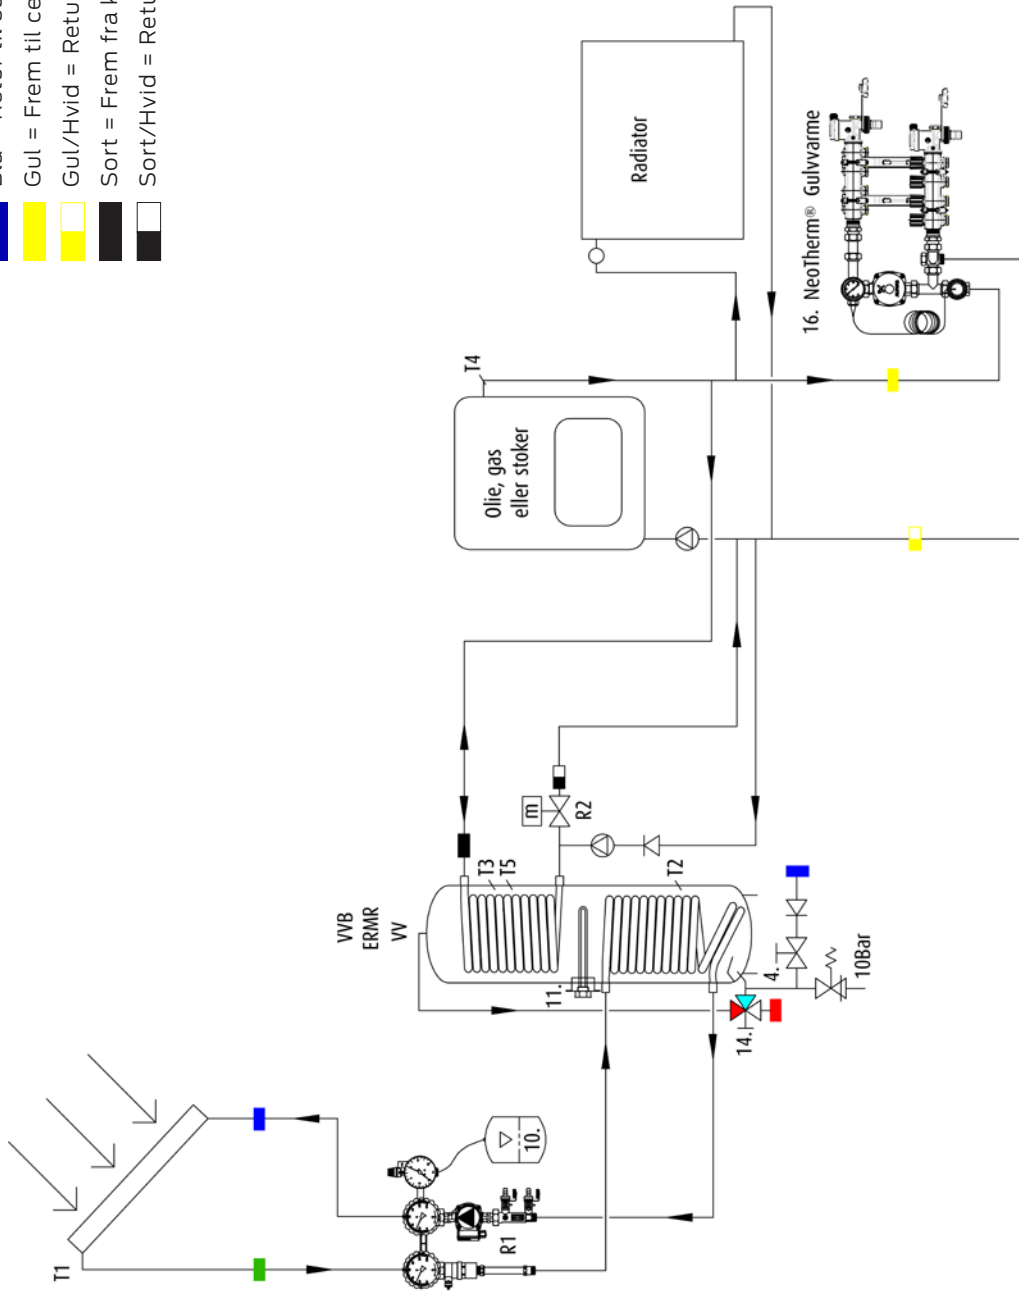 Gul = Frem til ce
Gul/Hvid = Retu
Sort = Frem fra k
Sort/Hvid = Retu
Radiator
16. NeoTherm® Gulvvarme
T4
Olie, gas
eller stoker
m
R2
T3
T5
T2
VVB
ERMR
VV
11.
4.
10Bar
14.
10.
R1
T1